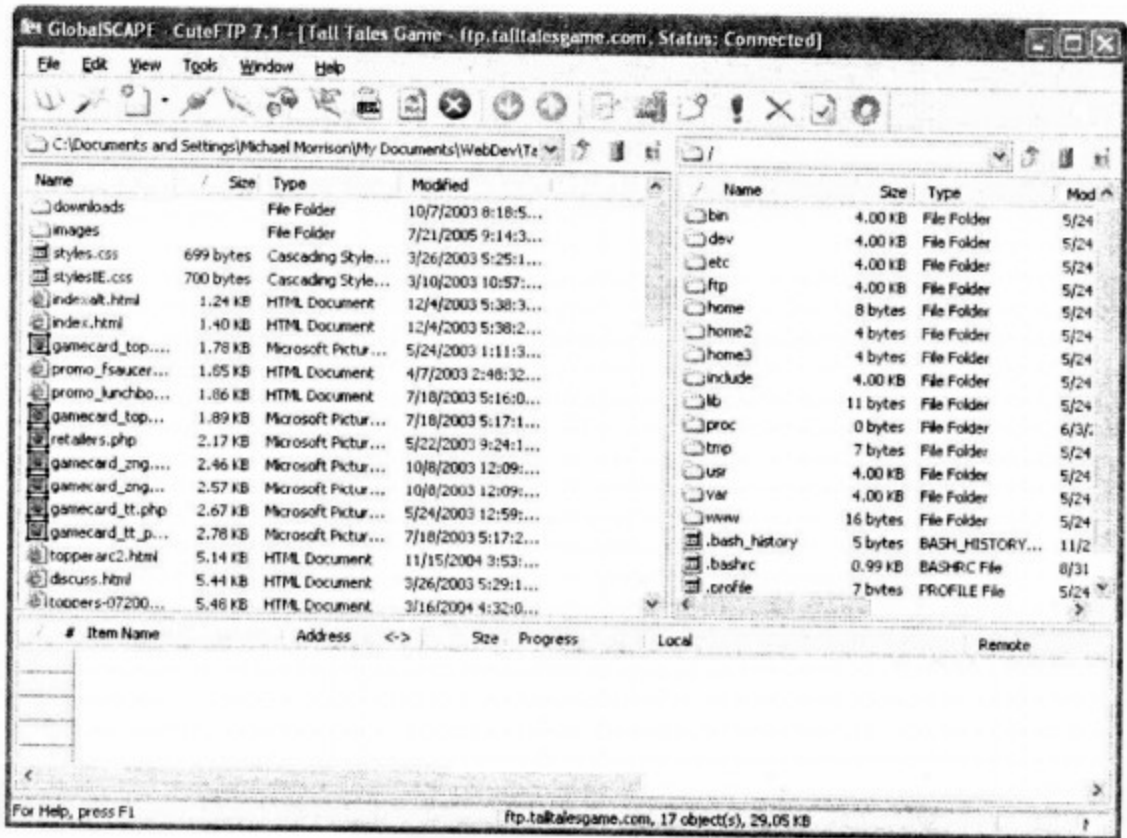 GlobalSCAPE - CuteFTP 7.1 - [Tall Tales Game - ftp.talltalesgame.com, Status: Connected]
File Edit View Tools Window Help
C:\Documents and Settings\Michael Morrison\My Documents\WebDev\Ta
/
Name / Size Type Modified
downloads File Folder 10/7/2003 8:18:5...
images File Folder 7/21/2005 9:14:3...
styles.css 699 bytes Cascading Style... 3/26/2003 5:25:1...
stylesIE.css 700 bytes Cascading Style... 3/10/2003 10:57:...
indexalt.html 1.24 KB HTML Document 12/4/2003 5:38:3...
index.html 1.40 KB HTML Document 12/4/2003 5:38:2...
gamecard_top.... 1.78 KB Microsoft Pictur... 5/24/2003 1:11:3...
promo_fsaucer... 1.85 KB HTML Document 4/7/2003 2:48:32...
promo_lunchbo... 1.86 KB HTML Document 7/18/2003 5:16:0...
gamecard_top... 1.89 KB Microsoft Pictur... 7/18/2003 5:17:1...
retailers.php 2.17 KB Microsoft Pictur... 5/22/2003 9:24:1...
gamecard_zng.... 2.46 KB Microsoft Pictur... 10/8/2003 12:09:...
gamecard_zng... 2.57 KB Microsoft Pictur... 10/8/2003 12:09:...
gamecard_tt.php 2.67 KB Microsoft Pictur... 5/24/2003 12:59:...
gamecard_tt_p... 2.78 KB Microsoft Pictur... 7/18/2003 5:17:2...
topperarc2.html 5.14 KB HTML Document 11/15/2004 3:53:...
discuss.html 5.44 KB HTML Document 3/26/2003 5:29:1...
toppers-07200... 5.48 KB HTML Document 3/16/2004 4:32:0...
/ Name Size Type Mod
bin 4.00 KB File Folder 5/24
dev 4.00 KB File Folder 5/24
etc 4.00 KB File Folder 5/24
ftp 4.00 KB File Folder 5/24
home 8 bytes File Folder 5/24
home2 4 bytes File Folder 5/24
home3 4 bytes File Folder 5/24
include 4.00 KB File Folder 5/24
lib 11 bytes File Folder 5/24
proc 0 bytes File Folder 6/3/:
tmp 7 bytes File Folder 5/24
usr 4.00 KB File Folder 5/24
var 4.00 KB File Folder 5/24
www 16 bytes File Folder 5/24
.bash_history 5 bytes BASH_HISTORY... 11/2
.bashrc 0.99 KB BASHRC File 8/31
.profile 7 bytes PROFILE File 5/24
/ # Item Name Address <-> Size Progress Local Remote
For Help, press F1
ftp.talltalesgame.com, 17 object(s), 29,05 KB